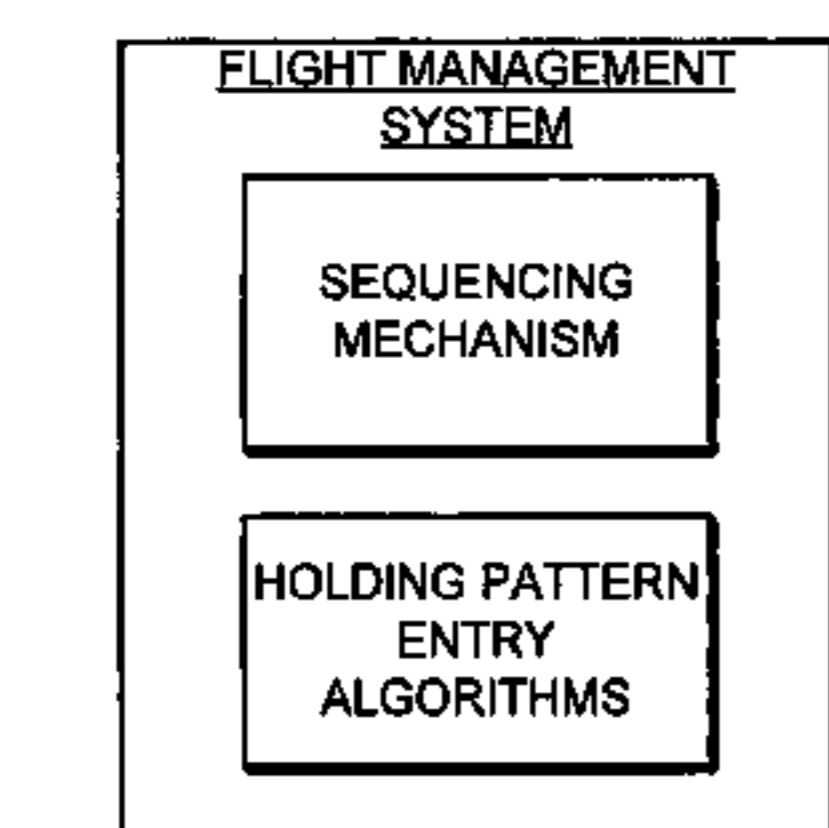 FLIGHT MANAGEMENT
SYSTEM
SEQUENCING
MECHANISM
HOLDING PATTERN
ENTRY
ALGORITHMS